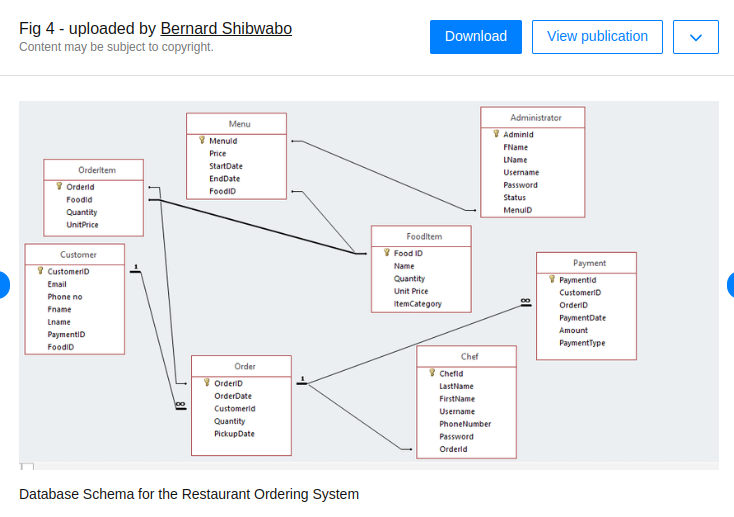 Fig 4 - uploaded by Bernard Shibwabo
Content may be subject to copyright.
Download
View publication
Menu
MenuId
Price
StartDate
EndDate
FoodID
Administrator
AdminId
FName
LName
Username
Password
Status
MenuID
OrderItem
OrderId
FoodId
Quantity
UnitPrice
Customer
CustomerID
Email
Phone no
Fname
Lname
PaymentID
FoodID
1
∞
FoodItem
Food ID
Name
Quantity
Unit Price
ItemCategory
Payment
PaymentId
CustomerID
OrderID
PaymentDate
Amount
PaymentType
∞
Order
OrderID
OrderDate
CustomerId
Quantity
PickupDate
1
Chef
ChefId
LastName
FirstName
Username
PhoneNumber
Password
OrderId
Database Schema for the Restaurant Ordering System